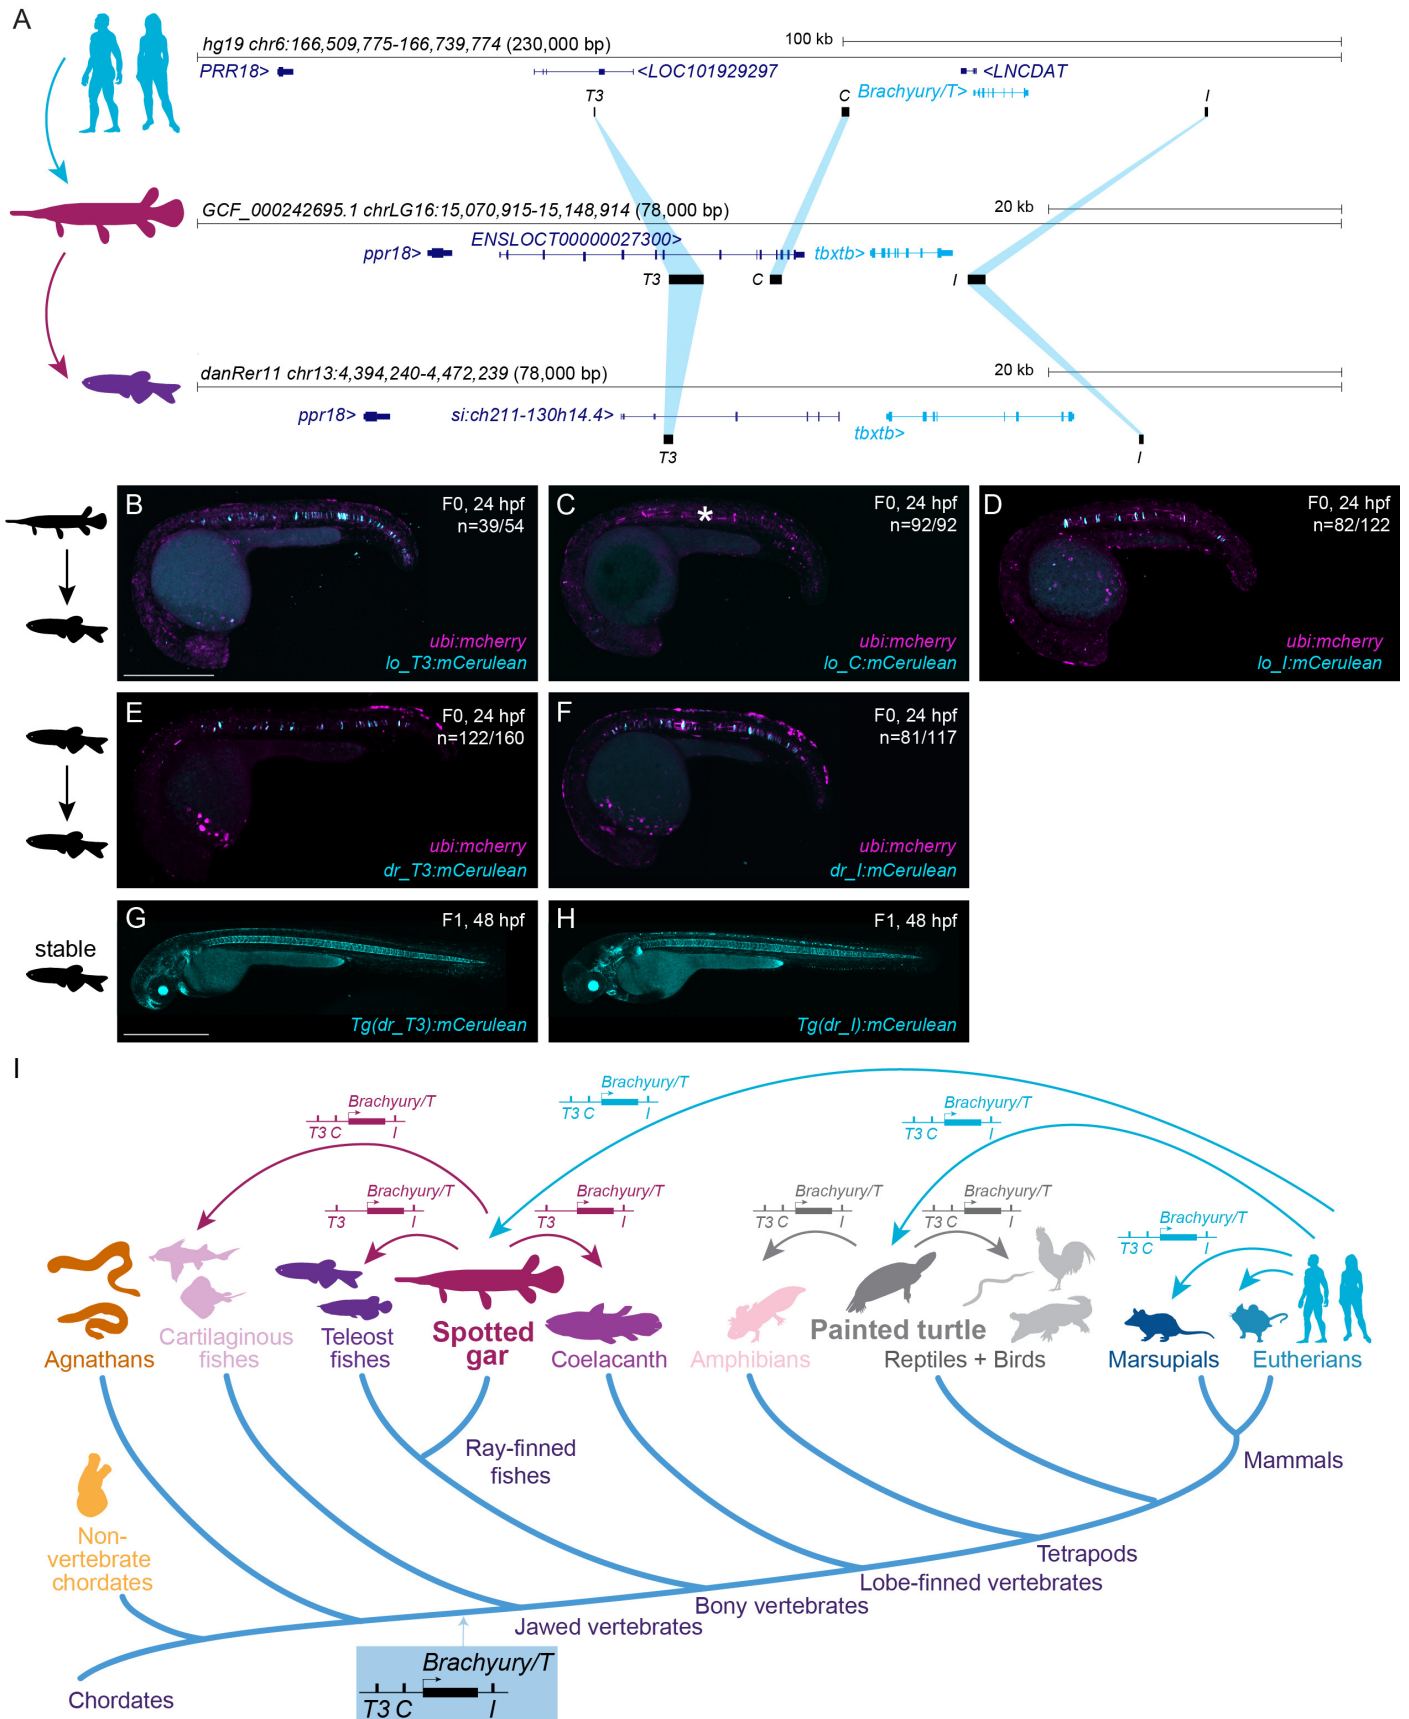 A
hg19 chr6:166,509,775-166,739,774 (230,000 bp)
100 kb
PRR18>
<LOC101929297
<LNCDAT
Brachyury/T>
T3
C
I
GCF_000242695.1 chrLG16:15,070,915-15,148,914 (78,000 bp)
20 kb
ppr18>
ENSLOCT00000027300>
tbxtb>
T3
C
I
danRer11 chr13:4,394,240-4,472,239 (78,000 bp)
20 kb
ppr18>
si:ch211-130h14.4>
tbxtb>
T3
I
B
F0, 24 hpf
n=39/54
ubi:mcherry
lo_T3:mCerulean
C
F0, 24 hpf
n=92/92
*
ubi:mcherry
lo_C:mCerulean
D
F0, 24 hpf
n=82/122
ubi:mcherry
lo_I:mCerulean
E
F0, 24 hpf
n=122/160
ubi:mcherry
dr_T3:mCerulean
F
F0, 24 hpf
n=81/117
ubi:mcherry
dr_I:mCerulean
stable
G
F1, 48 hpf
Tg(dr_T3):mCerulean
H
F1, 48 hpf
Tg(dr_I):mCerulean
I
Brachyury/T
T3 C I
Brachyury/T
T3 C I
Brachyury/T
T3 C I
Brachyury/T
T3 I
Brachyury/T
T3 I
Brachyury/T
T3 C I
Brachyury/T
T3 C I
Brachyury/T
T3 C I
Agnathans
Cartilaginous
fishes
Teleost
fishes
Spotted
gar
Coelacanth
Amphibians
Painted turtle
Reptiles + Birds
Marsupials
Eutherians
Ray-finned
fishes
Mammals
Non-
vertebrate
chordates
Tetrapods
Lobe-finned vertebrates
Bony vertebrates
Jawed vertebrates
Chordates
Brachyury/T
T3 C I